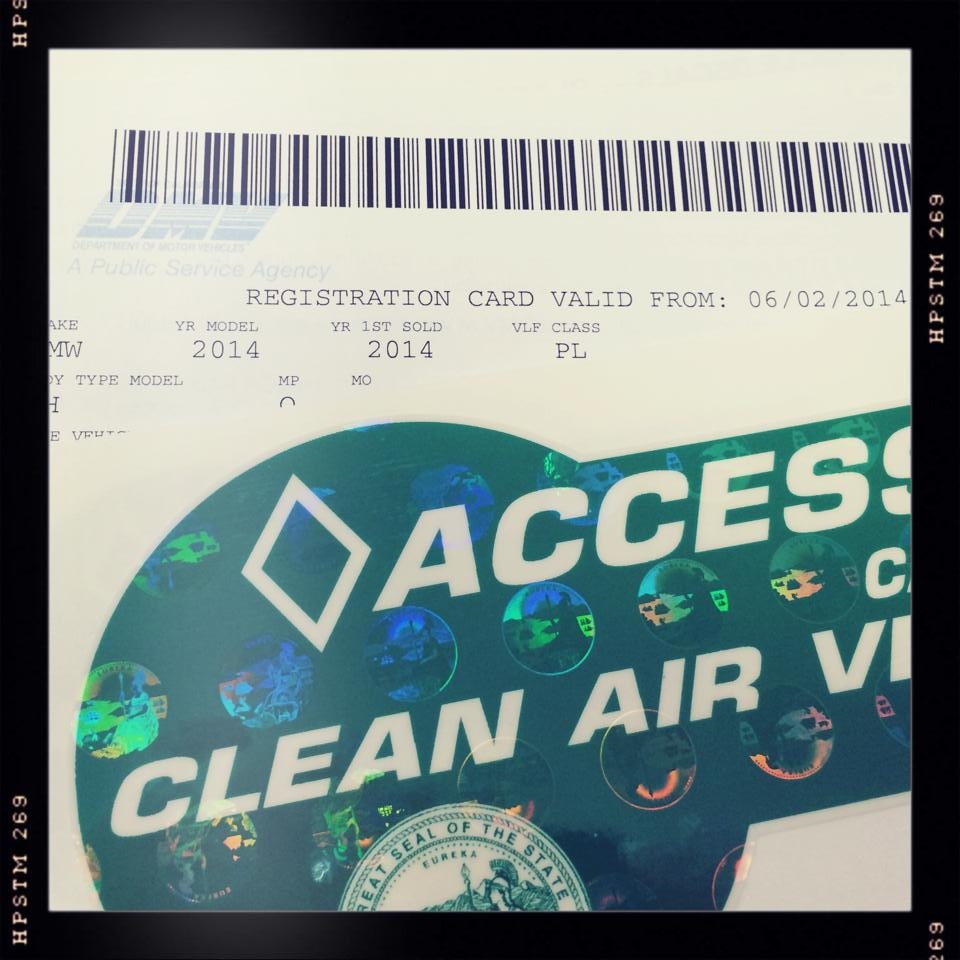 HPS
DMV
DEPARTMENT OF MOTOR VEHICLES
A Public Service Agency
REGISTRATION CARD VALID FROM: 06/02/2014
AKE YR MODEL YR 1ST SOLD VLF CLASS
MW 2014 2014 PL
DY TYPE MODEL MP MO
H
E VEHIC
ACCESS
CA
CLEAN AIR VE
GREAT SEAL OF THE STATE
EUREKA
HPSTM 269
HPSTM 269
269